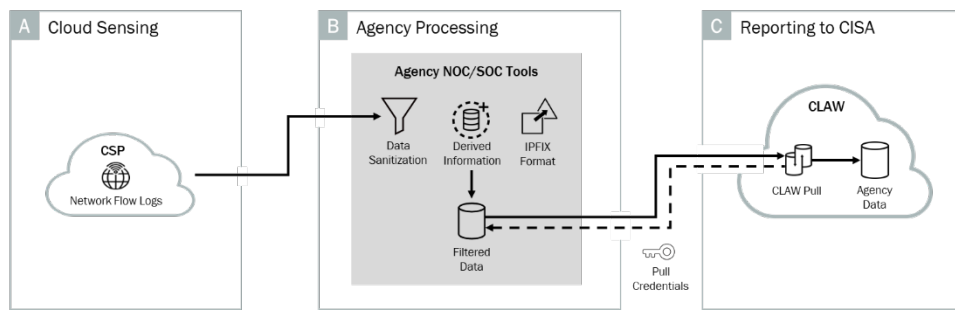 A Cloud Sensing
B Agency Processing
C Reporting to CISA
Agency NOC/SOC Tools
CLAW
CSP
Network Flow Logs
Data
Sanitization
Derived
Information
IPFIX
Format
CLAW Pull
Agency
Data
Filtered
Data
Pull
Credentials